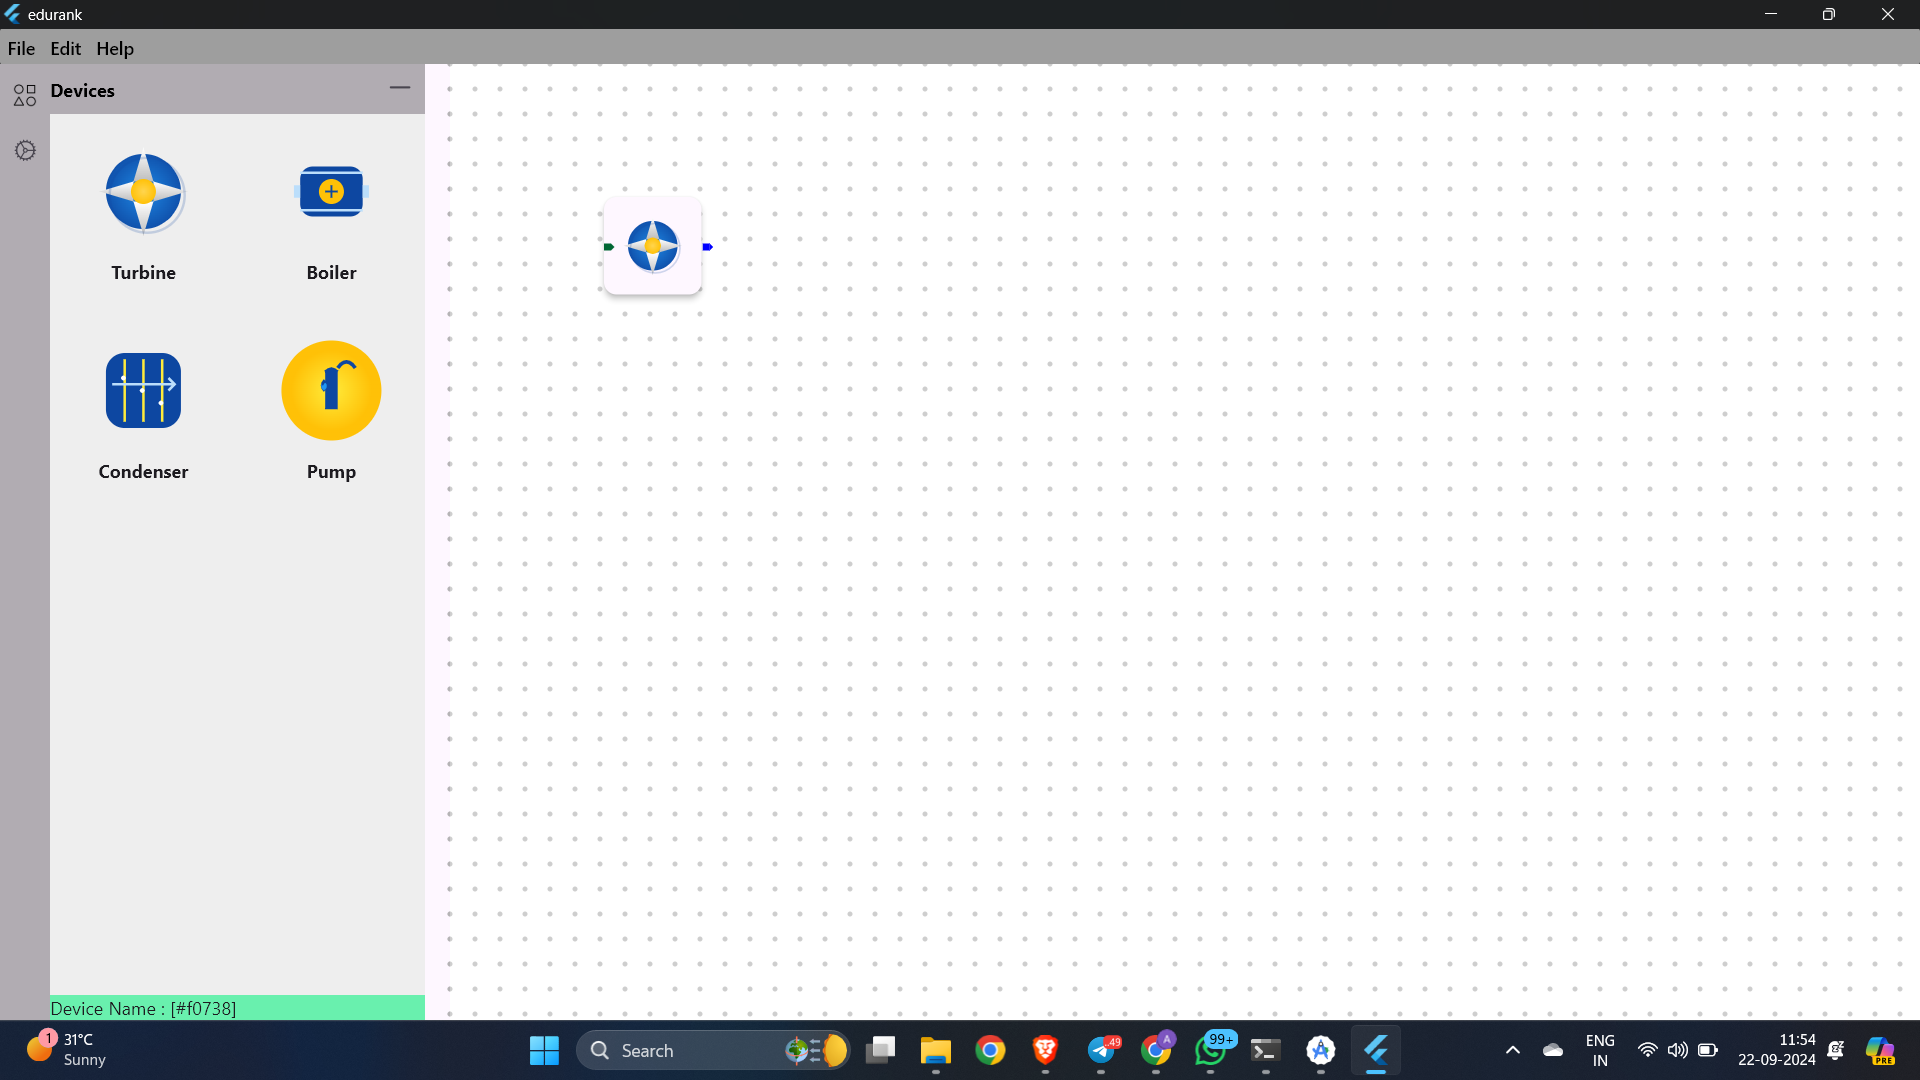 edurank
File Edit Help
Devices
Turbine
Boiler
Condenser
Pump
Device Name : [#f0738]
1
31°C
Sunny
Search
.49
A
99+
ENG
IN
11:54
22-09-2024
PRE